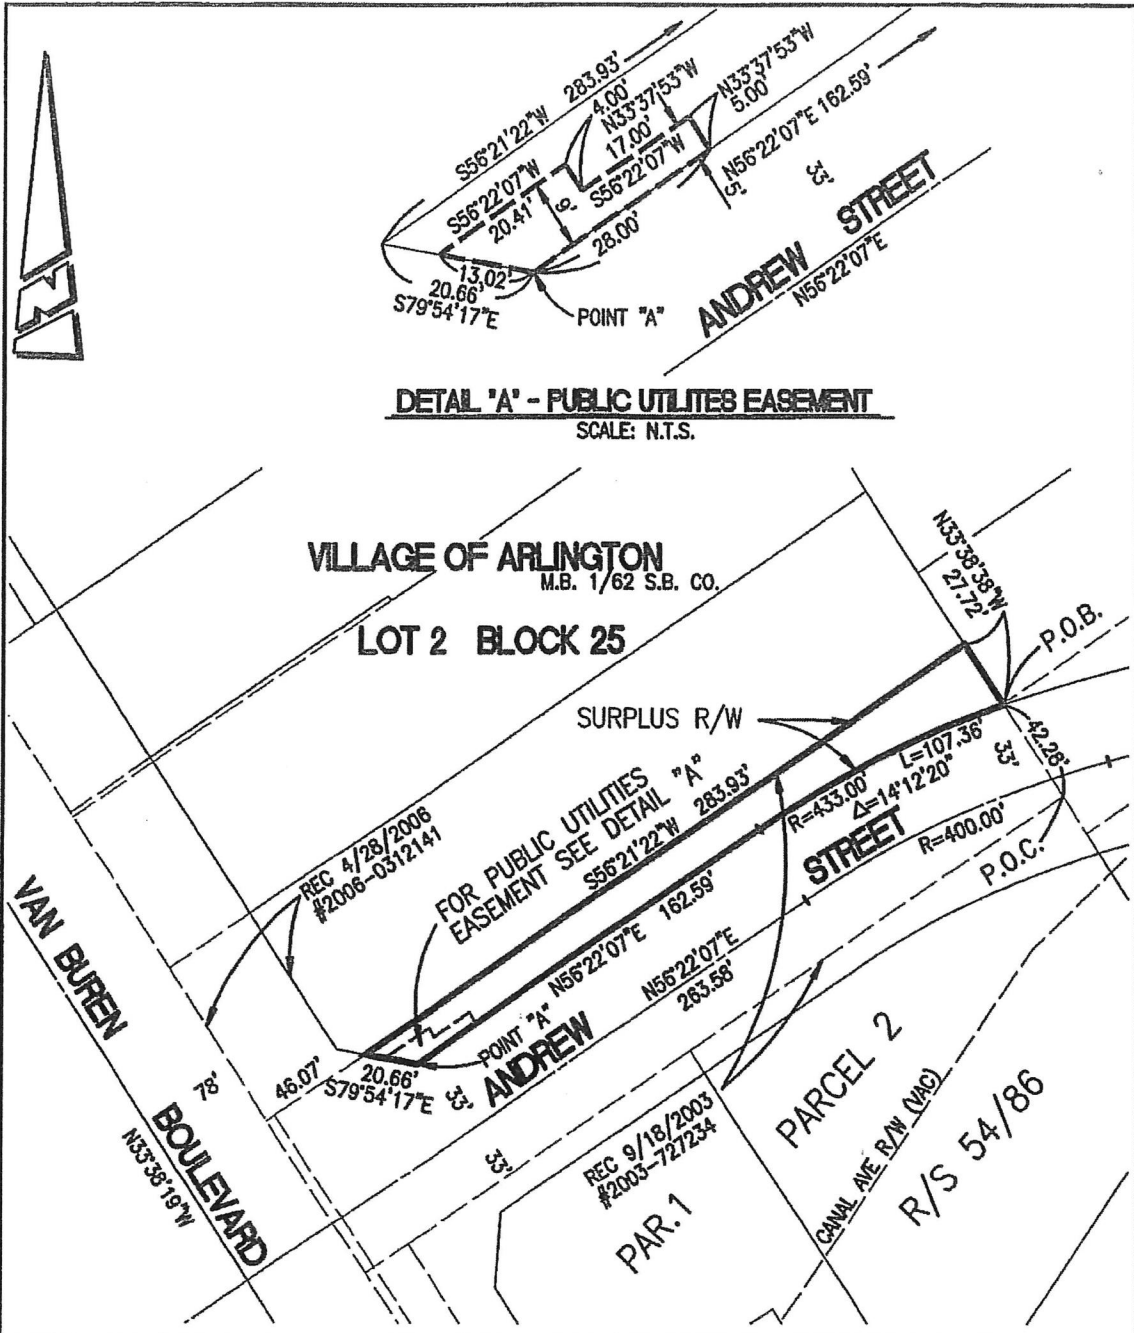 S56°21'22"W 283.93'
4.00'
N33°37'53"W
17.00'
N33°37'53"W
5.00'
S56°22'07"W
20.41'
9'
S56°22'07"W
N56°22'07"E 162.59'
5'
33'
28.00'
13.02'
20.66'
S79°54'17"E
POINT "A"
ANDREW STREET
N56°22'07"E
DETAIL "A" - PUBLIC UTILITES EASEMENT
SCALE: N.T.S.
VILLAGE OF ARLINGTON
M.B. 1/62 S.B. CO.
LOT 2 BLOCK 25
N33°38'38"W
27.72'
P.O.B.
SURPLUS R/W
L=107.36'
R=433.00'
Δ=14°12'20"
33'
42.28'
STREET
R=400.00'
P.O.C.
REC 4/28/2006
#2006-0312141
FOR PUBLIC UTILITIES
EASEMENT SEE DETAIL "A"
S56°21'22"W 283.93'
N56°22'07"E 162.59'
N56°22'07"E
263.58'
POINT "A"
ANDREW
VAN BUREN
BOULEVARD
78'
N33°38'19"W
46.07'
20.66'
S79°54'17"E
33'
33'
REC 9/18/2003
#2003-727234
PAR.1
PARCEL 2
CANAL AVE R/W (VAC)
R/S 54/86